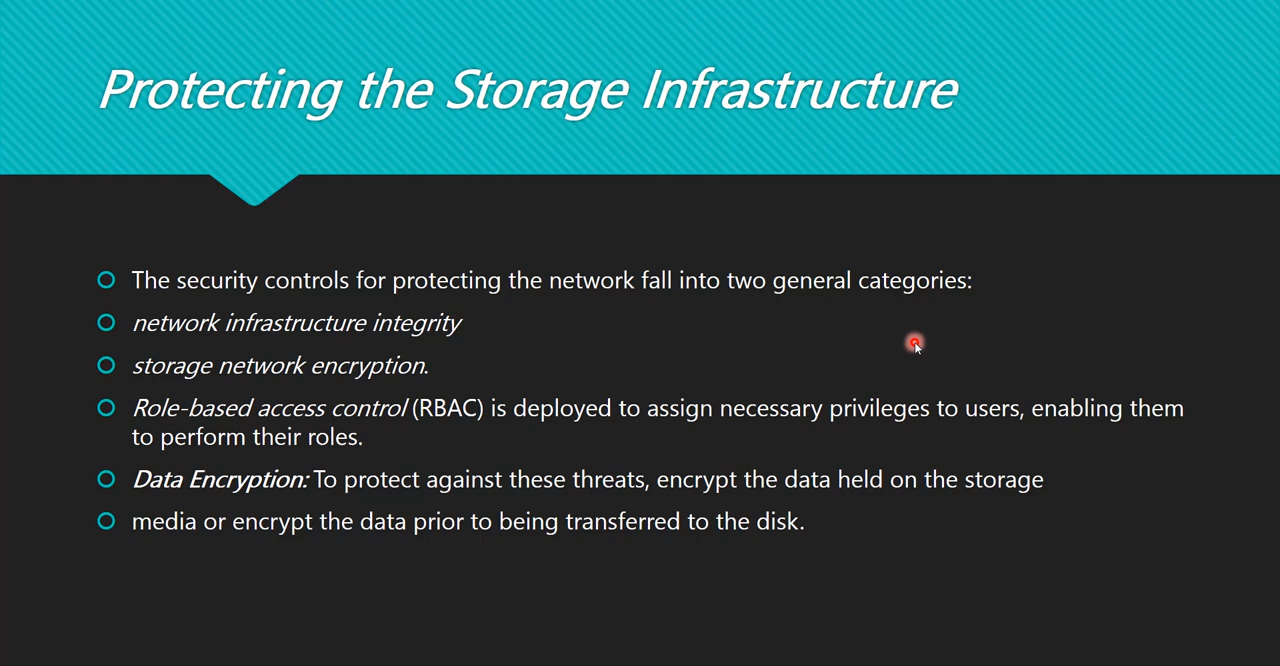 Protecting the Storage Infrastructure
The security controls for protecting the network fall into two general categories:
network infrastructure integrity
storage network encryption.
Role-based access control (RBAC) is deployed to assign necessary privileges to users, enabling them
to perform their roles.
Data Encryption: To protect against these threats, encrypt the data held on the storage
media or encrypt the data prior to being transferred to the disk.